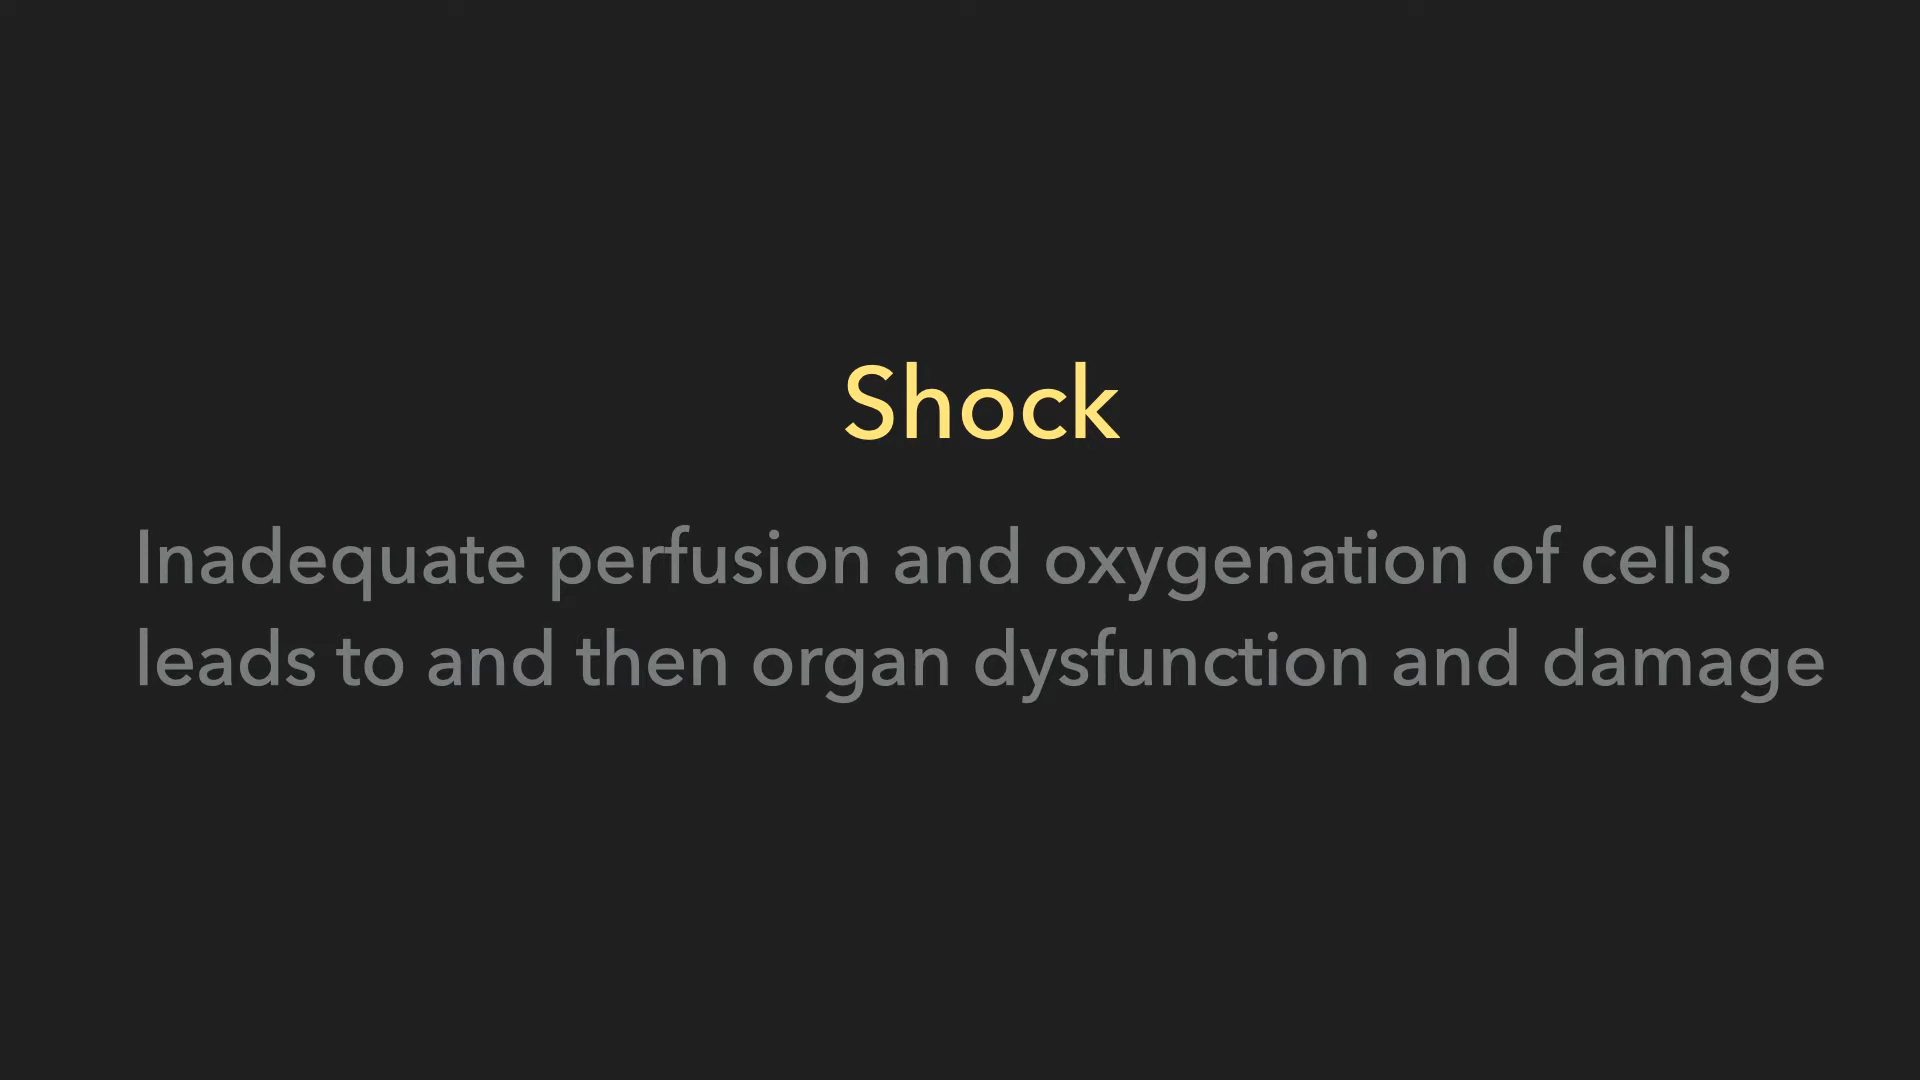 Shock
Inadequate perfusion and oxygenation of cells
leads to and then organ dysfunction and damage